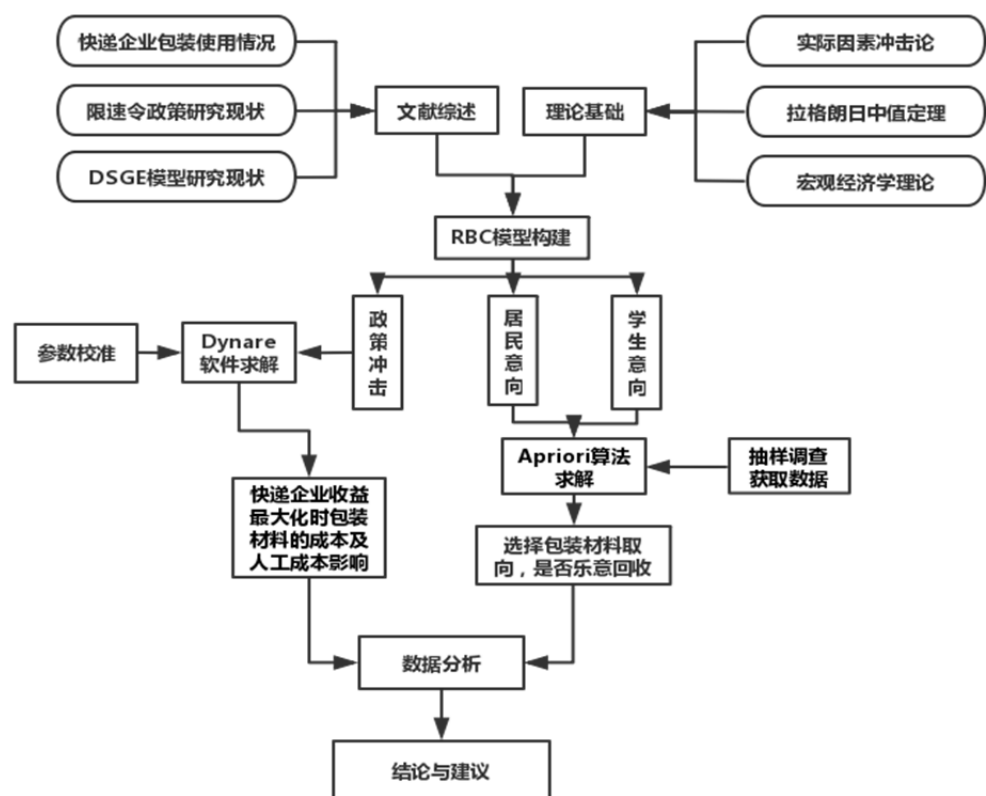 快递企业包装使用情况
实际因素冲击论
限速令政策研究现状
文献综述
理论基础
拉格朗日中值定理
DSGE模型研究现状
宏观经济学理论
RBC模型构建
政
策
冲
击
居
民
意
向
学
生
意
向
参数校准
Dynare
软件求解
Apriori算法
求解
抽样调查
获取数据
快递企业收益
最大化时包装
材料的成本及
人工成本影响
选择包装材料取
向，是否乐意回收
数据分析
结论与建议